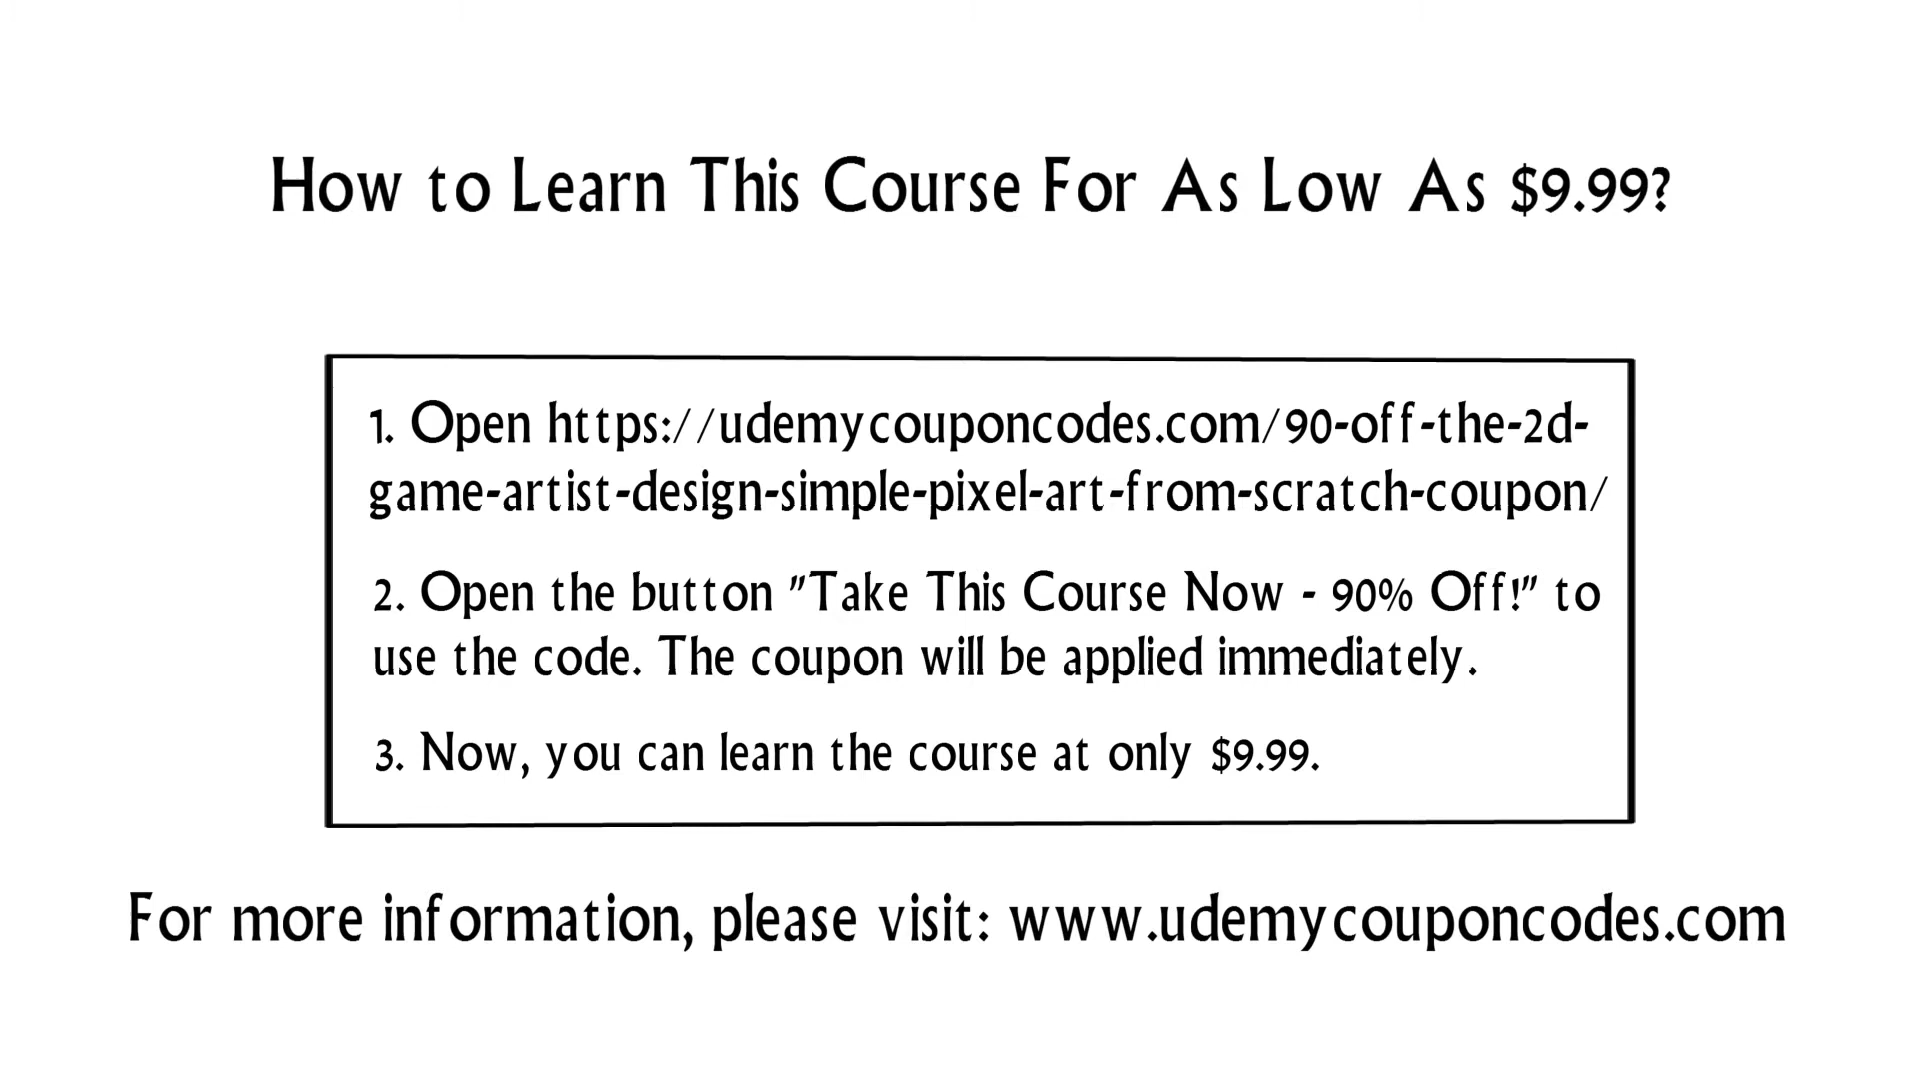 How to Learn This Course For As Low As $9.99?
1. Open https://udemycouponcodes.com/90-off-the-2d-
game-artist-design-simple-pixel-art-from-scratch-coupon/
2. Open the button "Take This Course Now - 90% Off!" to
use the code. The coupon will be applied immediately.
3. Now, you can learn the course at only $9.99.
For more information, please visit: www.udemycouponcodes.com